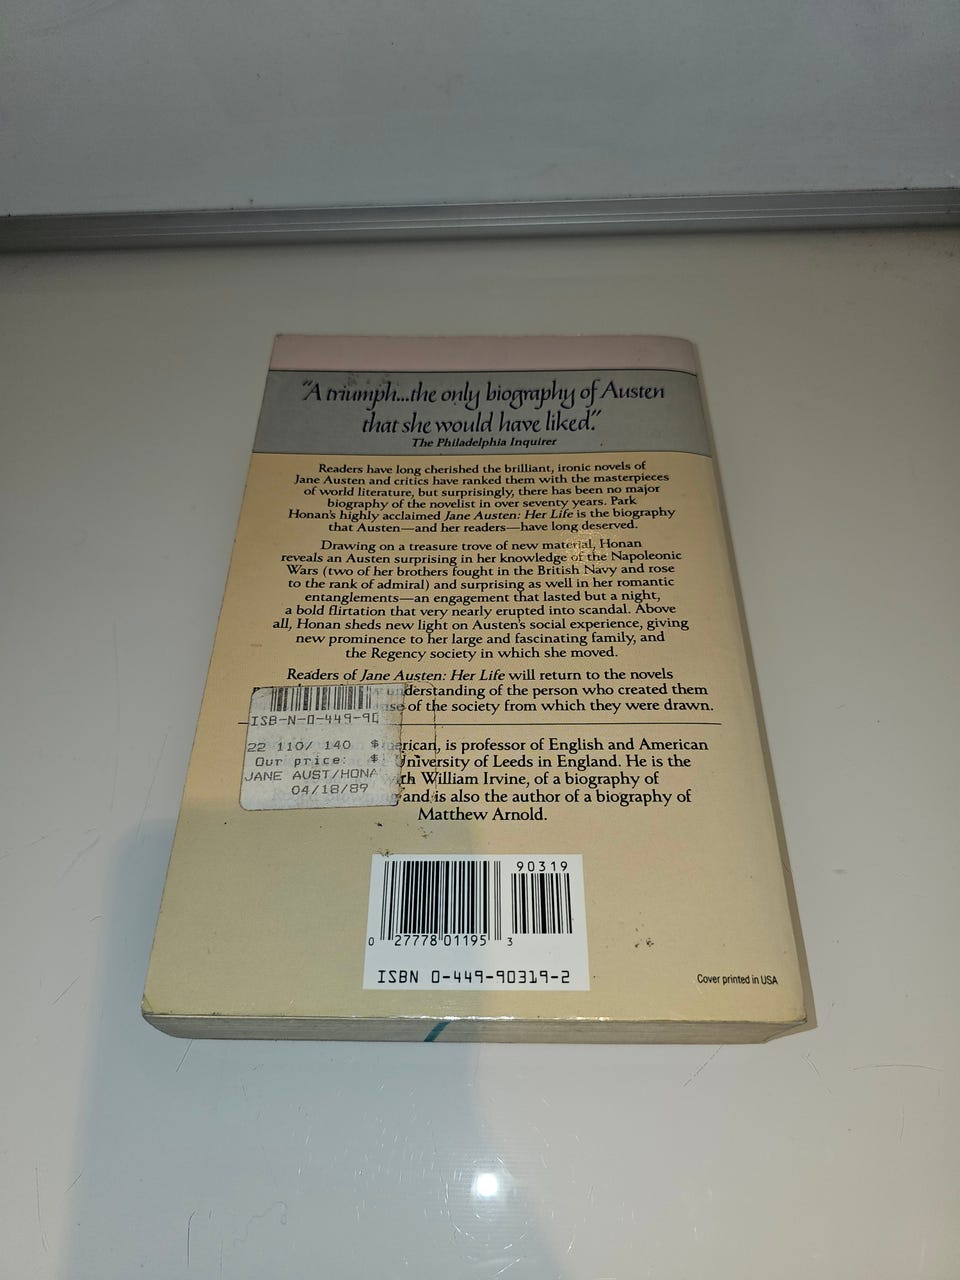 "A triumph...the only biography of Austen
that she would have liked."
The Philadelphia Inquirer
Readers have long cherished the brilliant, ironic novels of
Jane Austen and critics have ranked them with the masterpieces
of world literature, but surprisingly, there has been no major
biography of the novelist in over seventy years. Park
Honan's highly acclaimed Jane Austen: Her Life is the biography
that Austen—and her readers—have long deserved.
Drawing on a treasure trove of new material, Honan
reveals an Austen surprising in her knowledge of the Napoleonic
Wars (two of her brothers fought in the British Navy and rose
to the rank of admiral) and surprising as well in her romantic
entanglements—an engagement that lasted but a night,
a bold flirtation that very nearly erupted into scandal. Above
all, Honan sheds new light on Austen's social experience, giving
new prominence to her large and fascinating family, and
the Regency society in which she moved.
Readers of Jane Austen: Her Life will return to the novels
understanding of the person who created them
of the society from which they were drawn.
ISB-N-0-449-90
22 110/ 140 $
Our price: $
JANE AUST/HONA
04/18/89
is professor of English and American
University of Leeds in England. He is the
with William Irvine, of a biography of
and is also the author of a biography of
Matthew Arnold.
90319
0 27778 01195 3
ISBN 0-449-90319-2
Cover printed in USA